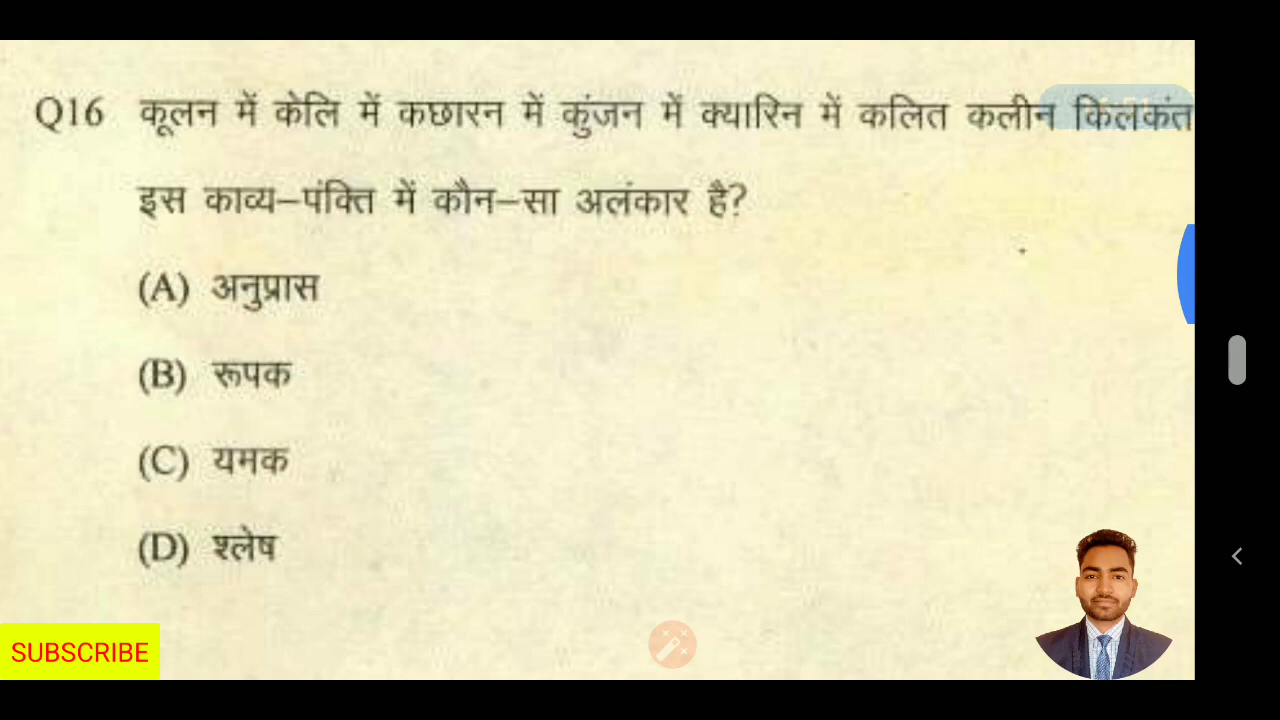 Q16 कूलन में केलि में कछारन में कुंजन में क्यारिन में कलित कलीन किलकंत
इस काव्य–पंक्ति में कौन–सा अलंकार है?
(A) अनुप्रास
(B) रूपक
(C) यमक
(D) श्लेष
SUBSCRIBE